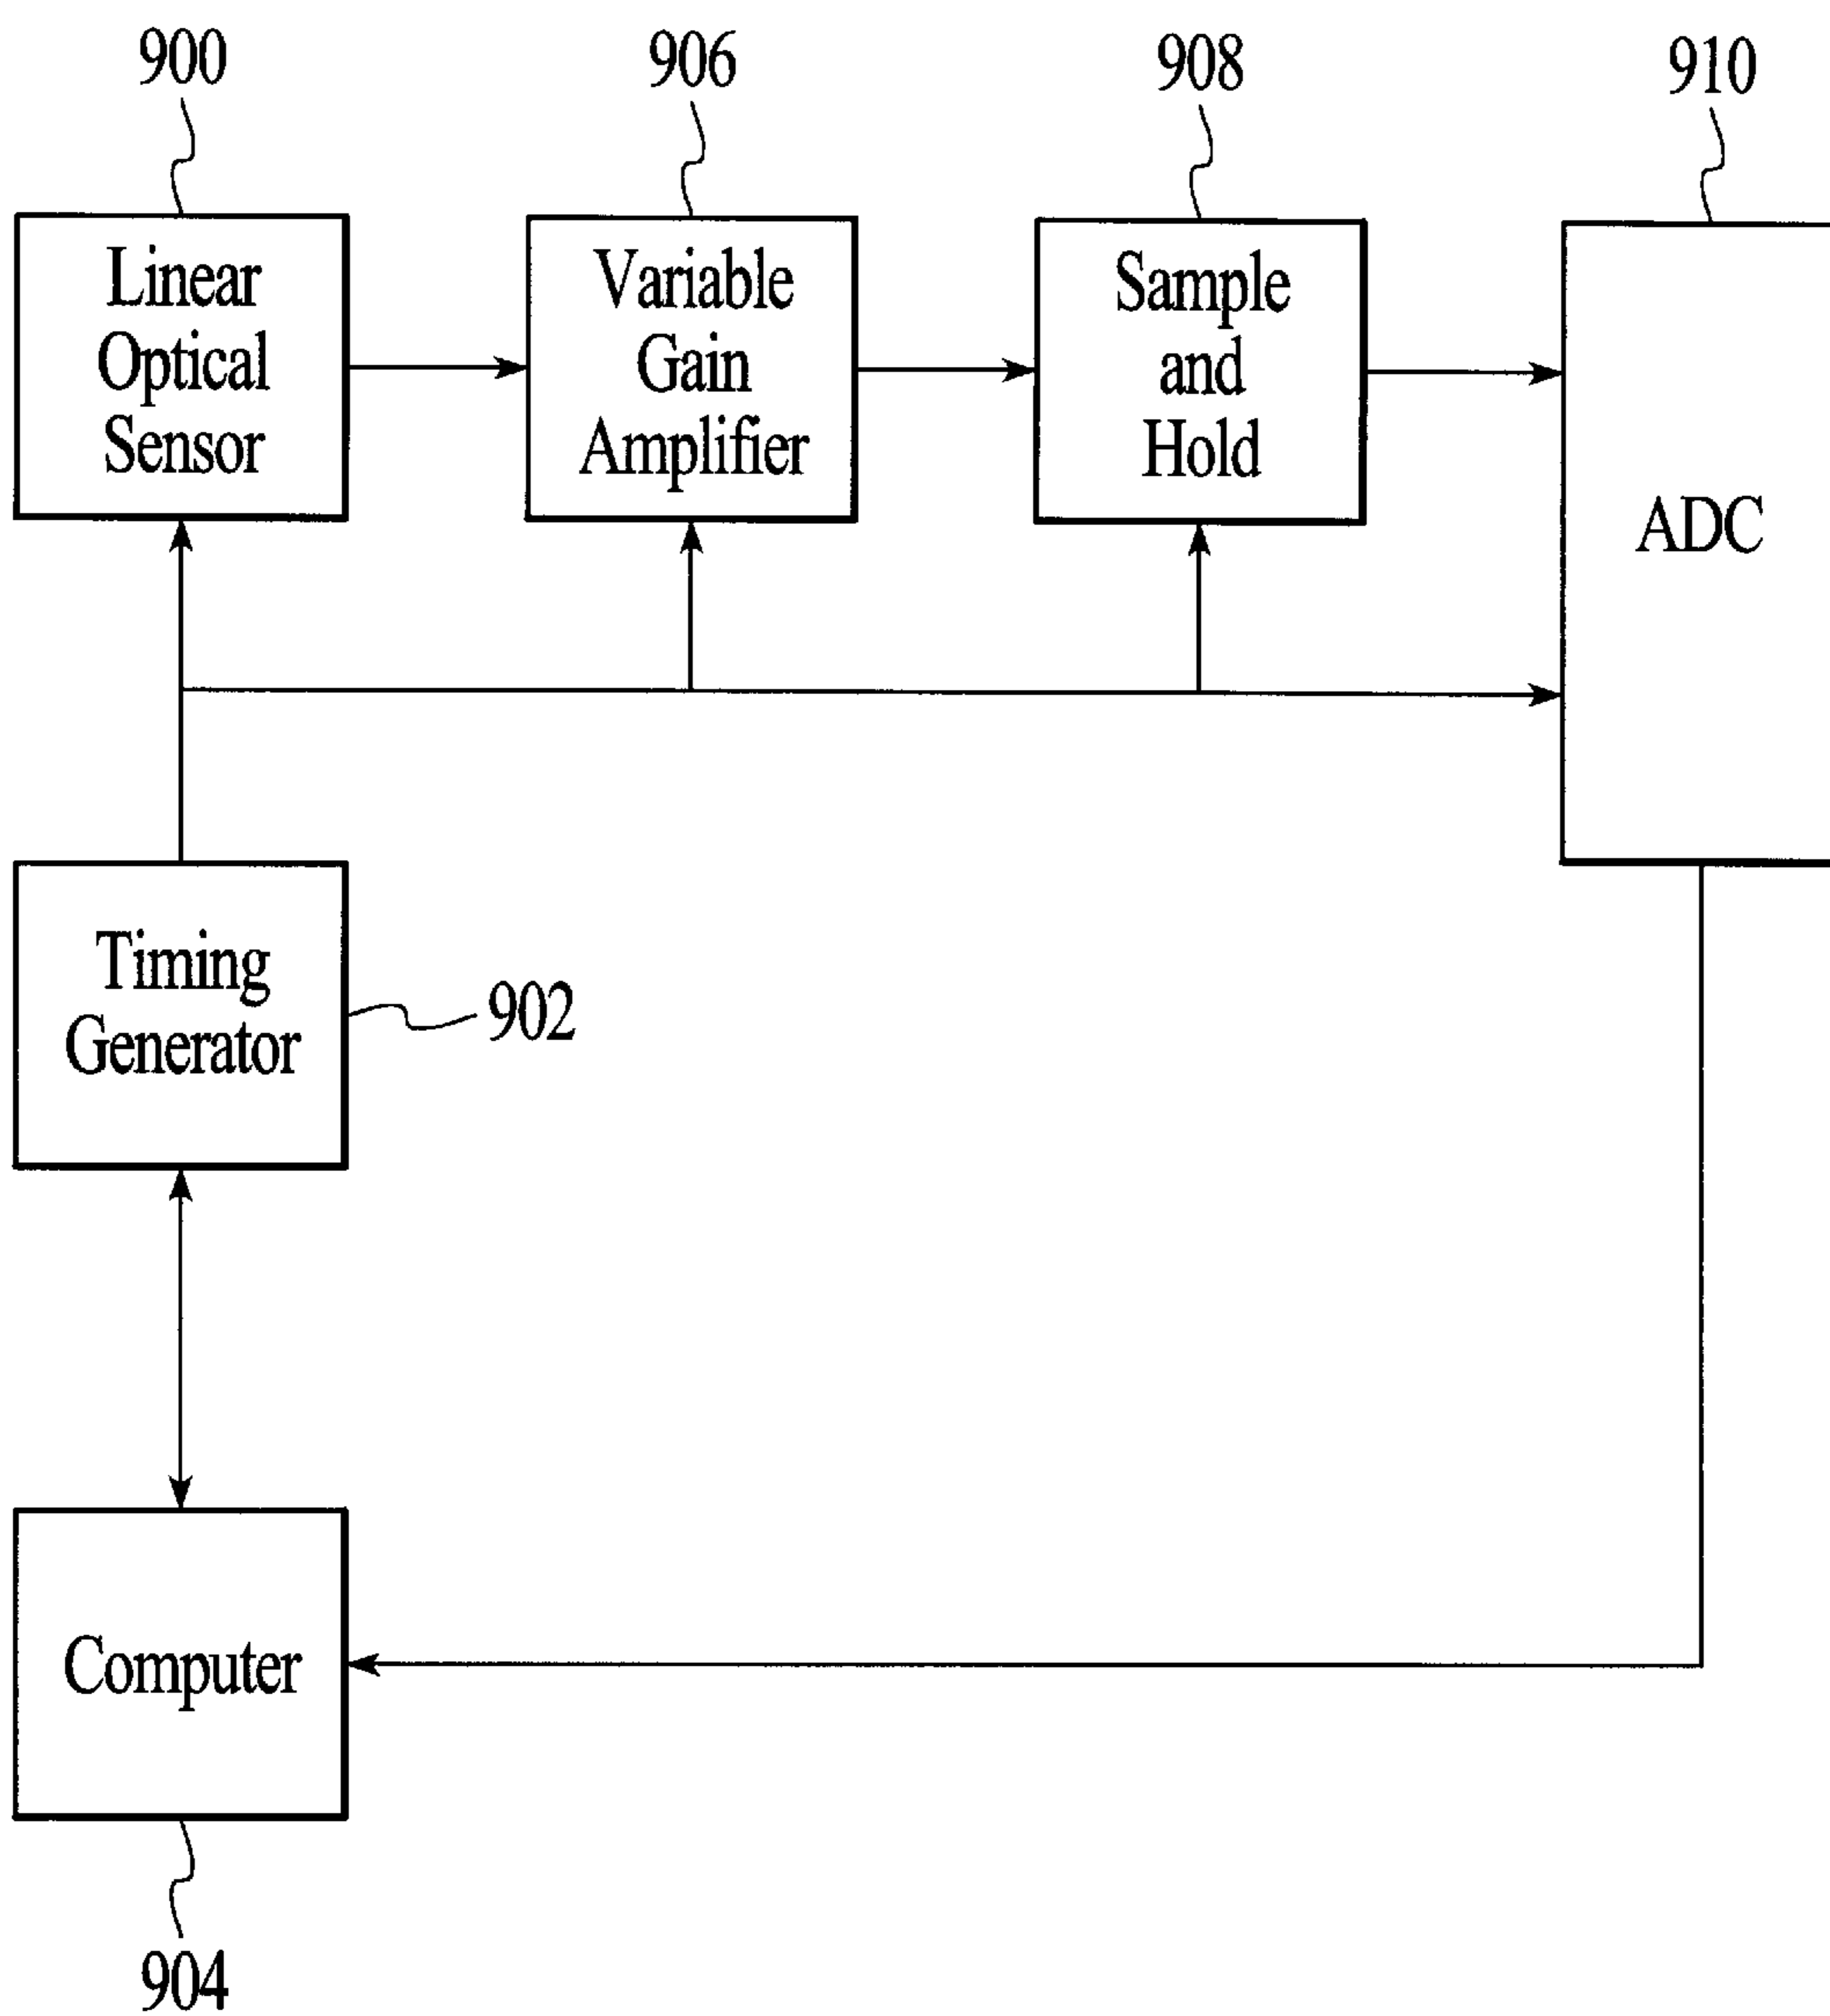 900
906
908
910
Linear
Optical
Sensor
Variable
Gain
Amplifier
Sample
and
Hold
ADC
Timing
Generator
902
Computer
904